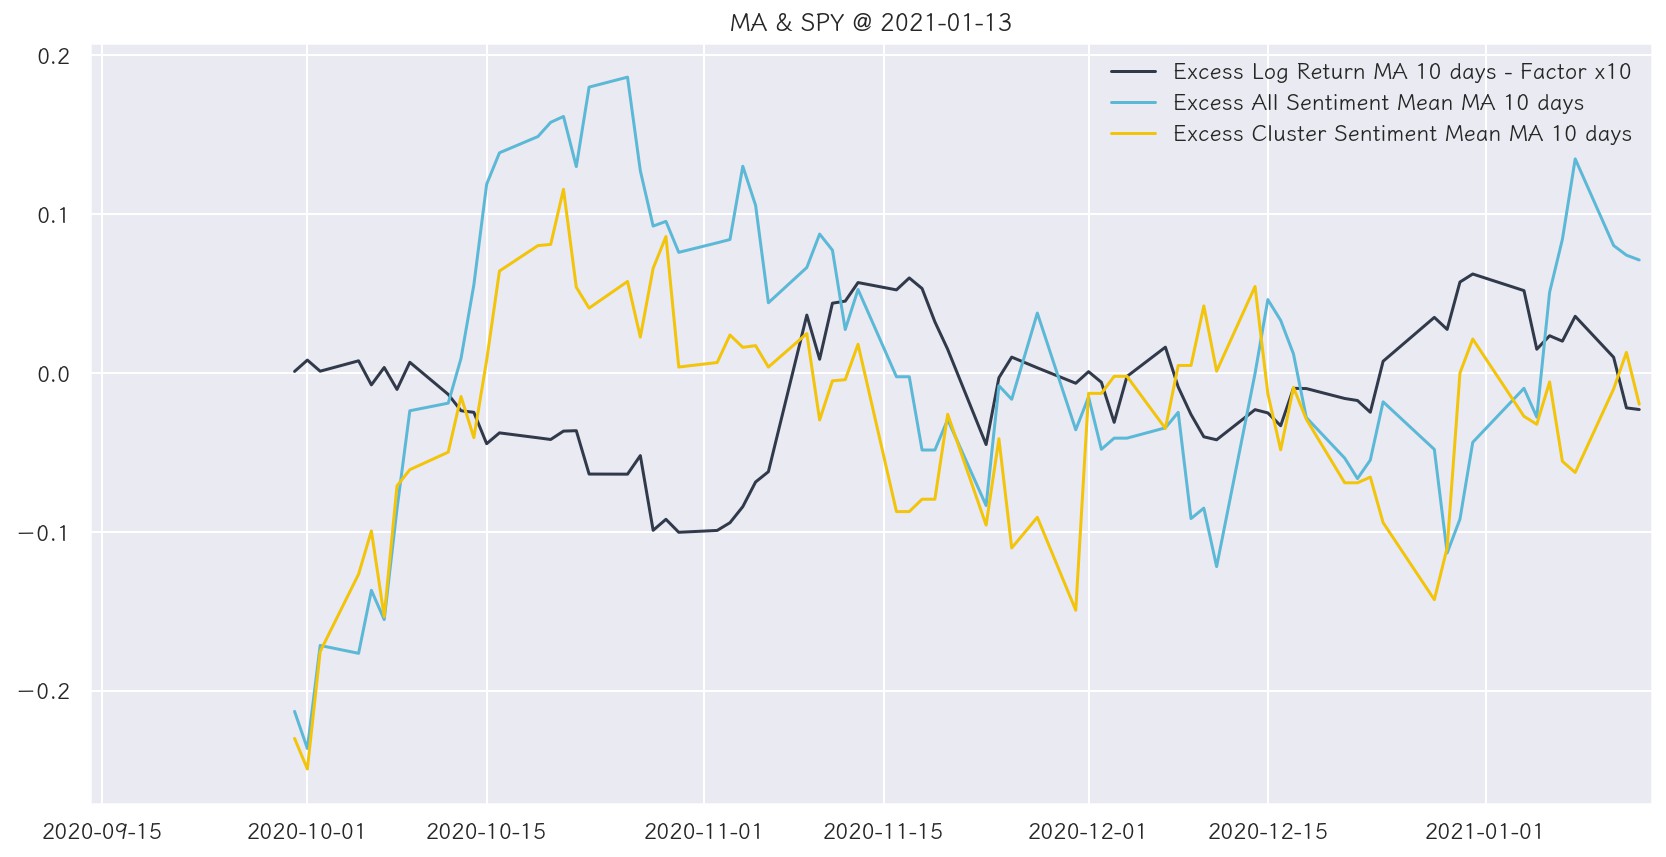 MA & SPY @ 2021-01-13
Excess Log Return MA 10 days - Factor x10
Excess All Sentiment Mean MA 10 days
Excess Cluster Sentiment Mean MA 10 days
0.2
0.1
0.0
−0.1
−0.2
2020-09-15 2020-10-01 2020-10-15 2020-11-01 2020-11-15 2020-12-01 2020-12-15 2021-01-01